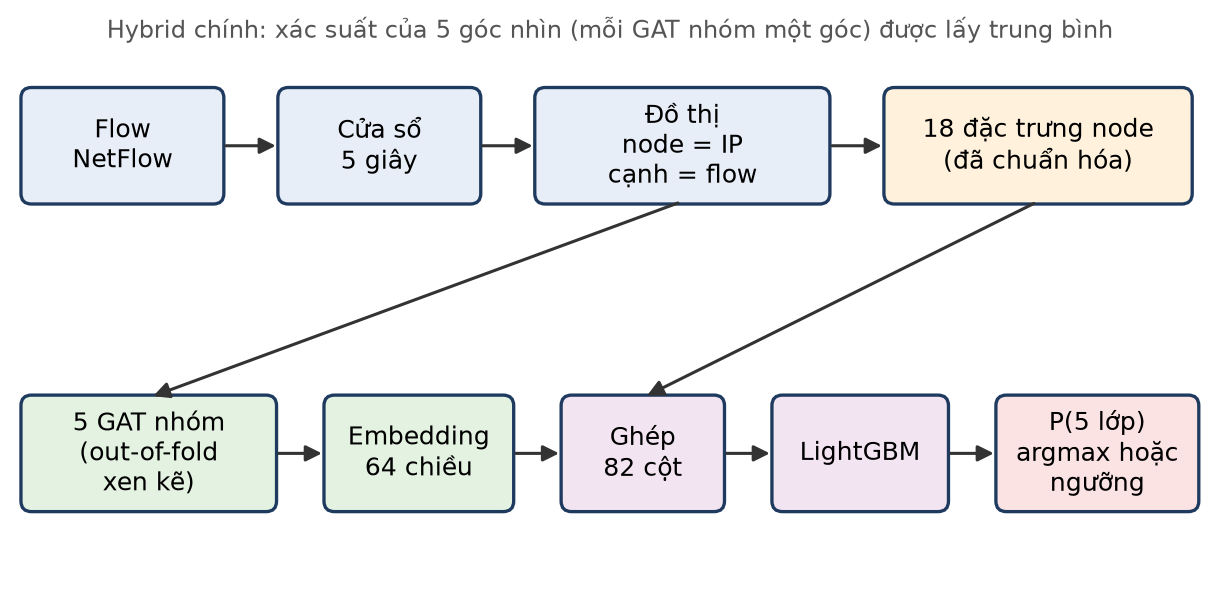 Hybrid chính: xác suất của 5 góc nhìn (mỗi GAT nhóm một góc) được lấy trung bình
Flow
NetFlow
Cửa sổ
5 giây
Đồ thị
node = IP
cạnh = flow
18 đặc trưng node
(đã chuẩn hóa)
5 GAT nhóm
(out-of-fold
xen kẽ)
Embedding
64 chiều
Ghép
82 cột
LightGBM
P(5 lớp)
argmax hoặc
ngưỡng